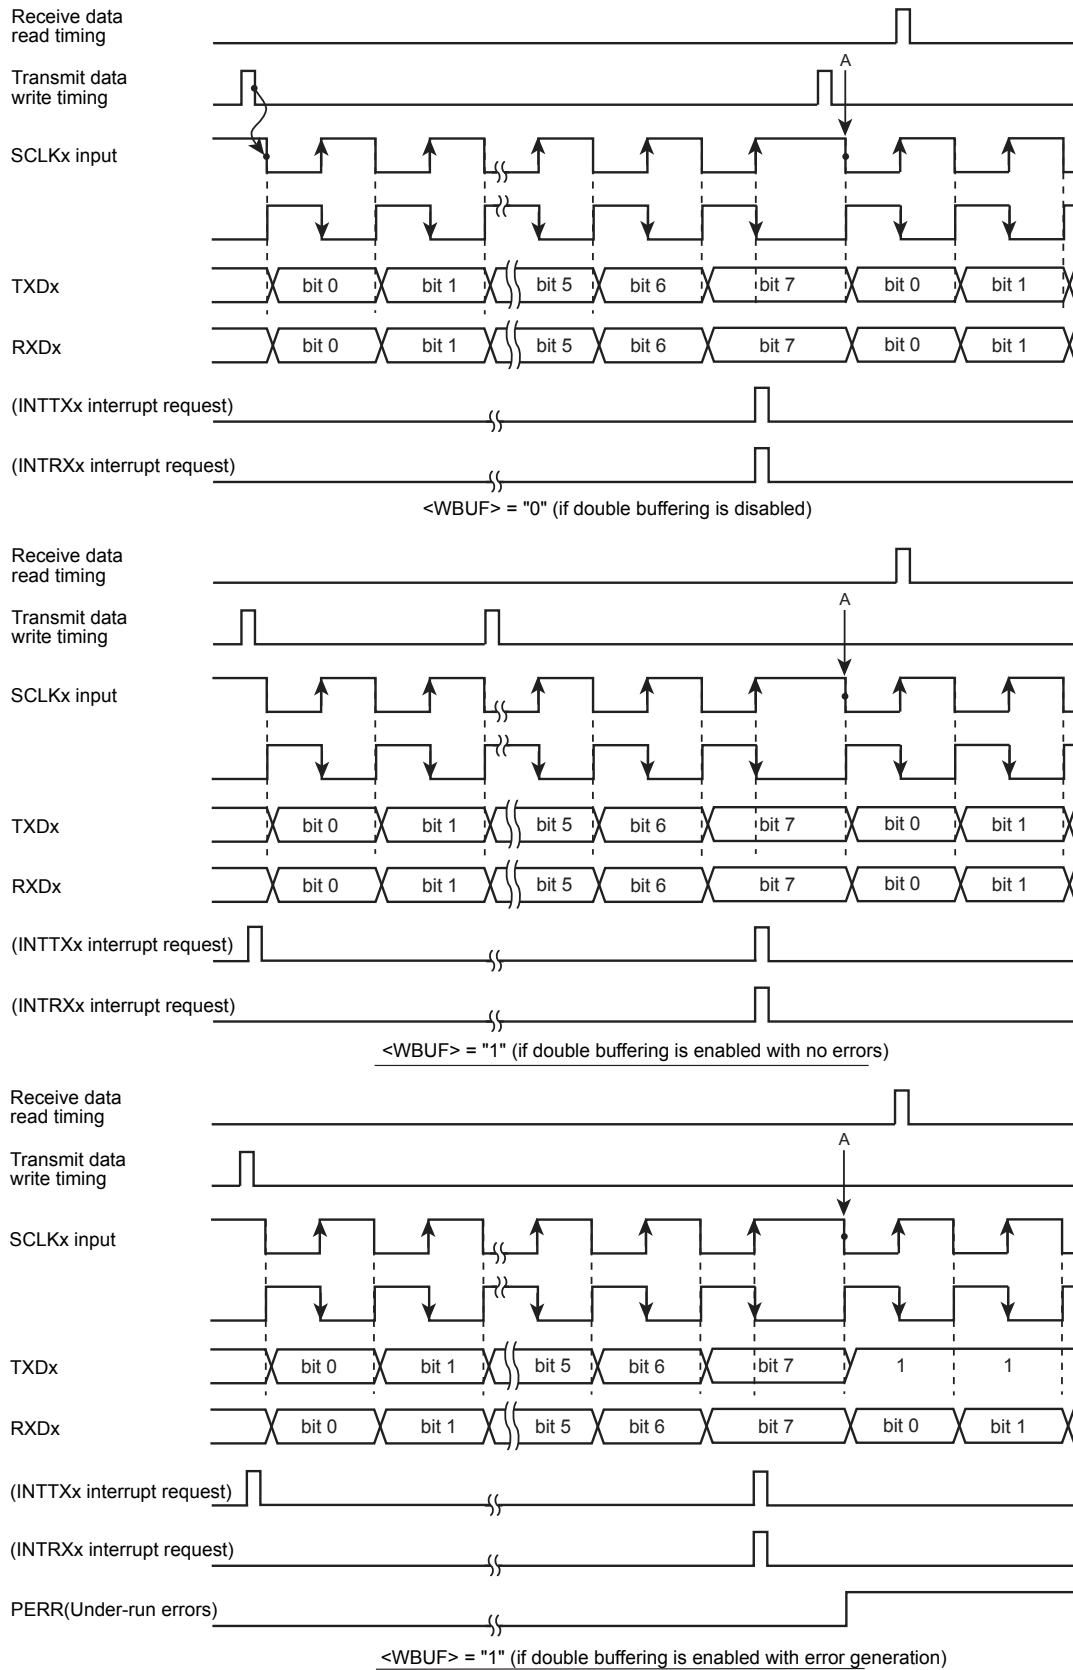 Receive data
read timing
A
Transmit data
write timing
SCLKx input
TXDx bit 0 bit 1 bit 5 bit 6 bit 7 bit 0 bit 1
RXDx bit 0 bit 1 bit 5 bit 6 bit 7 bit 0 bit 1
(INTTXx interrupt request)
(INTRXx interrupt request)
<WBUF> = "0" (if double buffering is disabled)
Receive data
read timing
A
Transmit data
write timing
SCLKx input
TXDx bit 0 bit 1 bit 5 bit 6 bit 7 bit 0 bit 1
RXDx bit 0 bit 1 bit 5 bit 6 bit 7 bit 0 bit 1
(INTTXx interrupt request)
(INTRXx interrupt request)
<WBUF> = "1" (if double buffering is enabled with no errors)
Receive data
read timing
A
Transmit data
write timing
SCLKx input
TXDx bit 0 bit 1 bit 5 bit 6 bit 7 1 1
RXDx bit 0 bit 1 bit 5 bit 6 bit 7 bit 0 bit 1
(INTTXx interrupt request)
(INTRXx interrupt request)
PERR(Under-run errors)
<WBUF> = "1" (if double buffering is enabled with error generation)